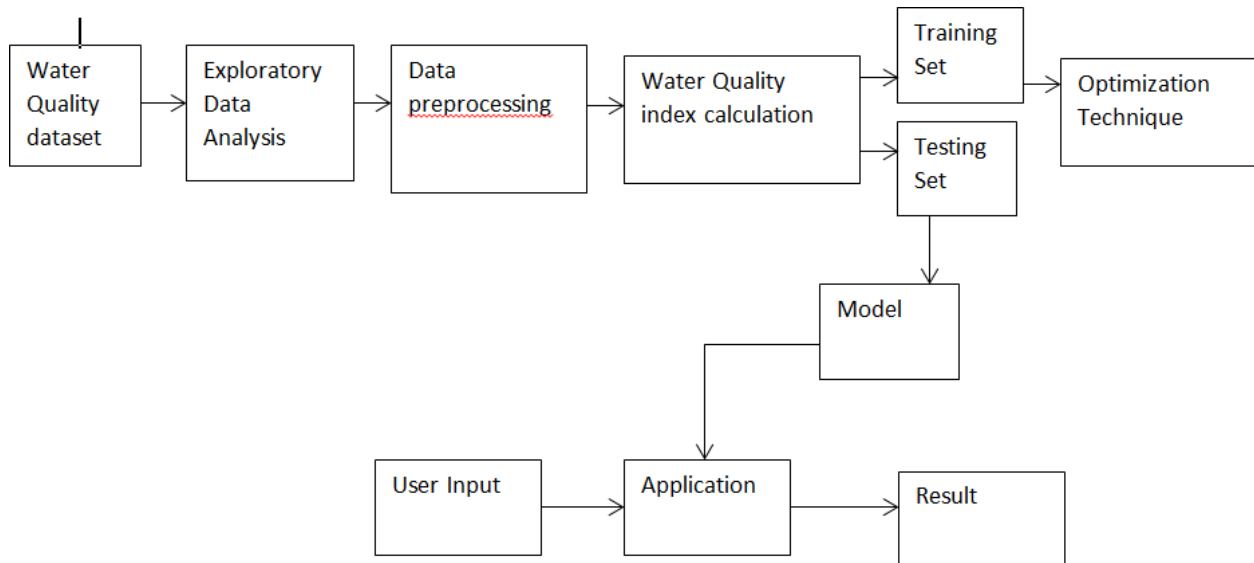 Water
Quality
dataset
Exploratory
Data
Analysis
Data
preprocessing
Water Quality
index calculation
Training
Set
Testing
Set
Optimization
Technique
Model
User Input
Application
Result